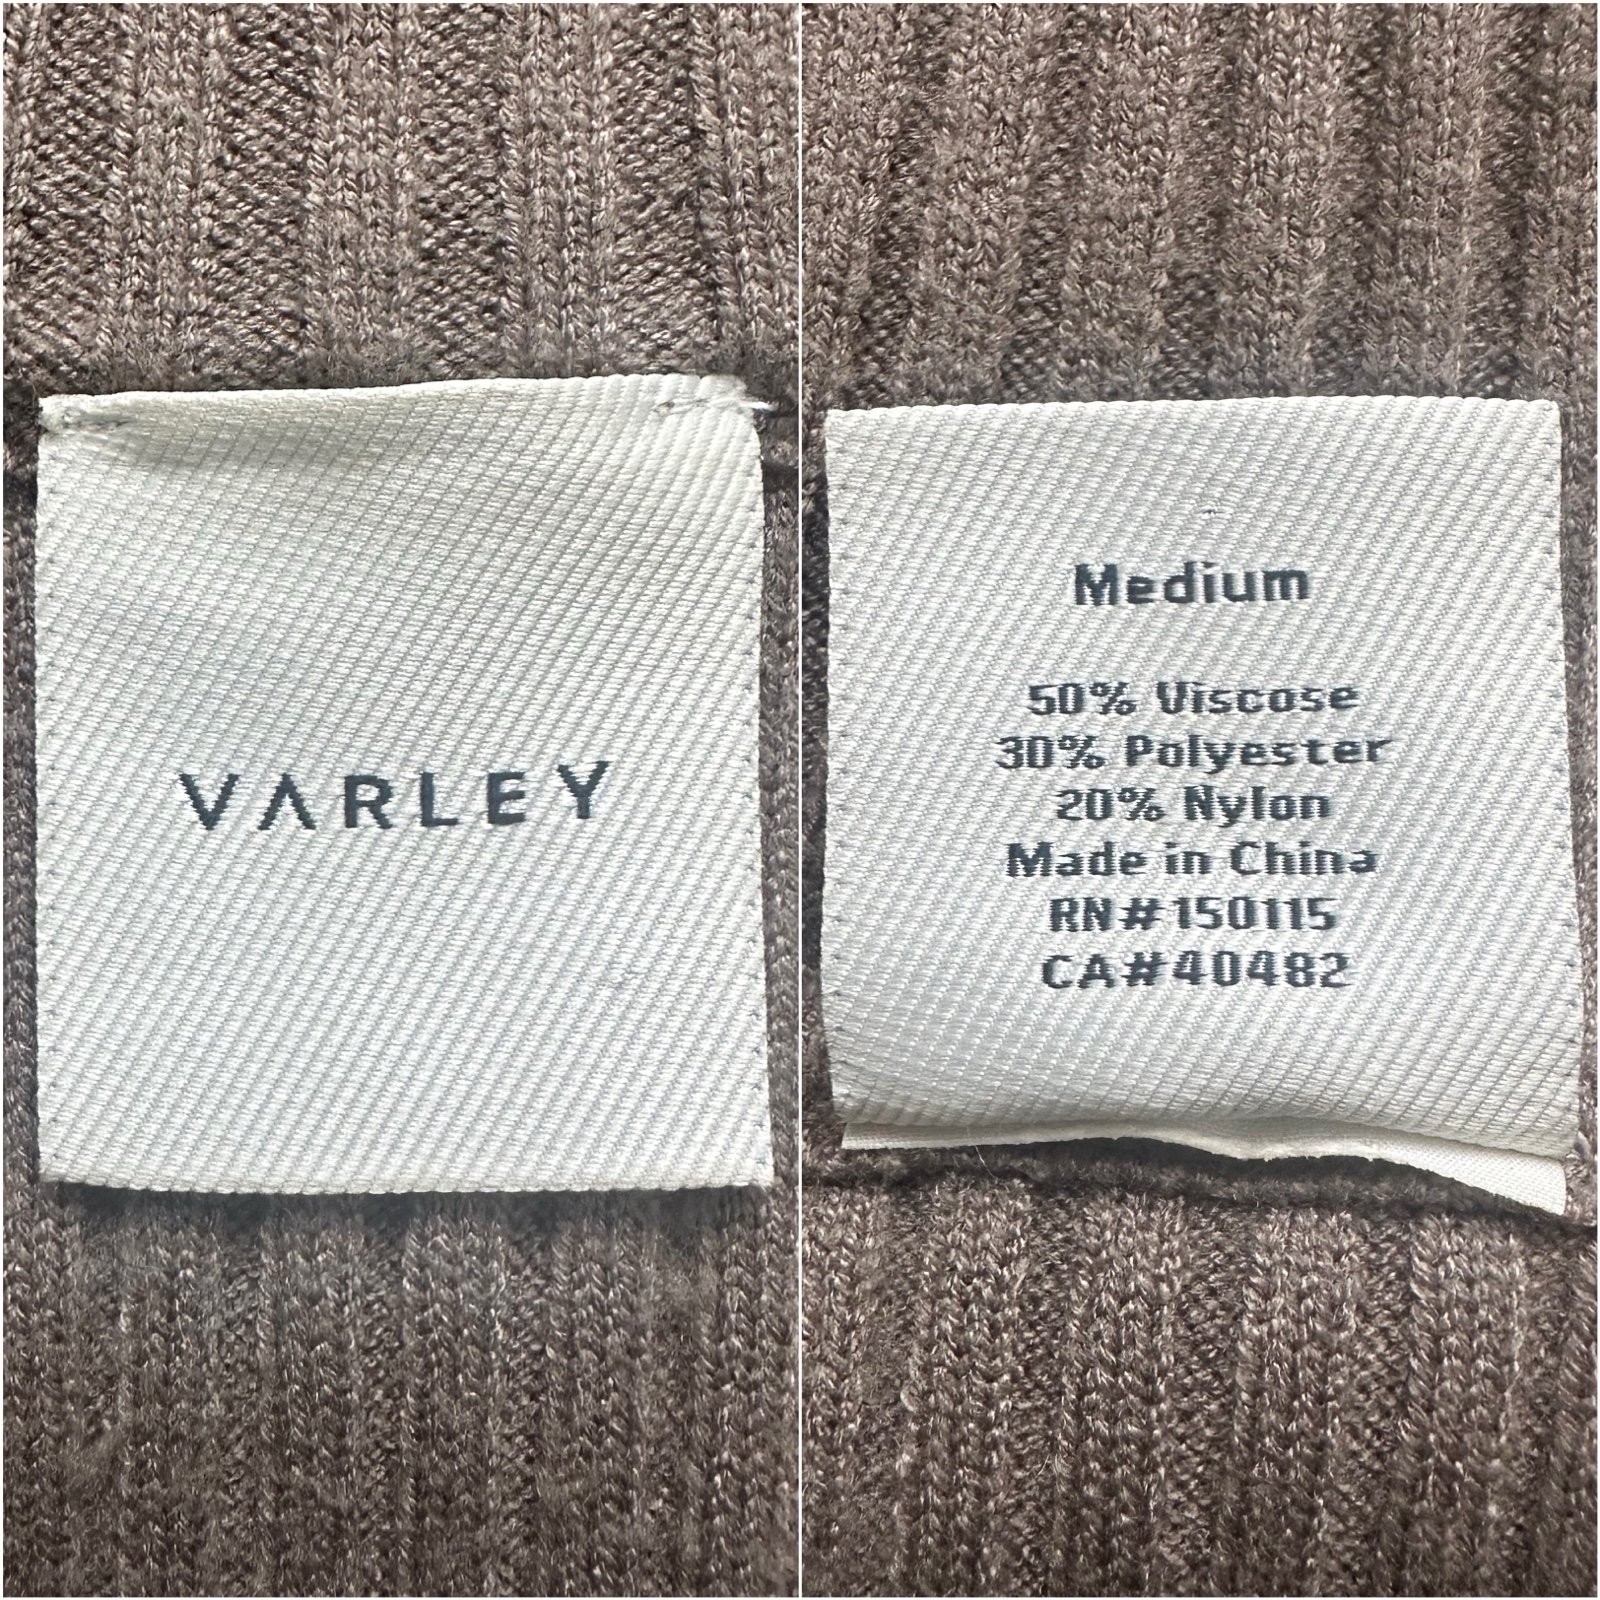 VARLEY
Medium
50% Viscose
30% Polyester
20% Nylon
Made in China
RN#150115
CA#40482